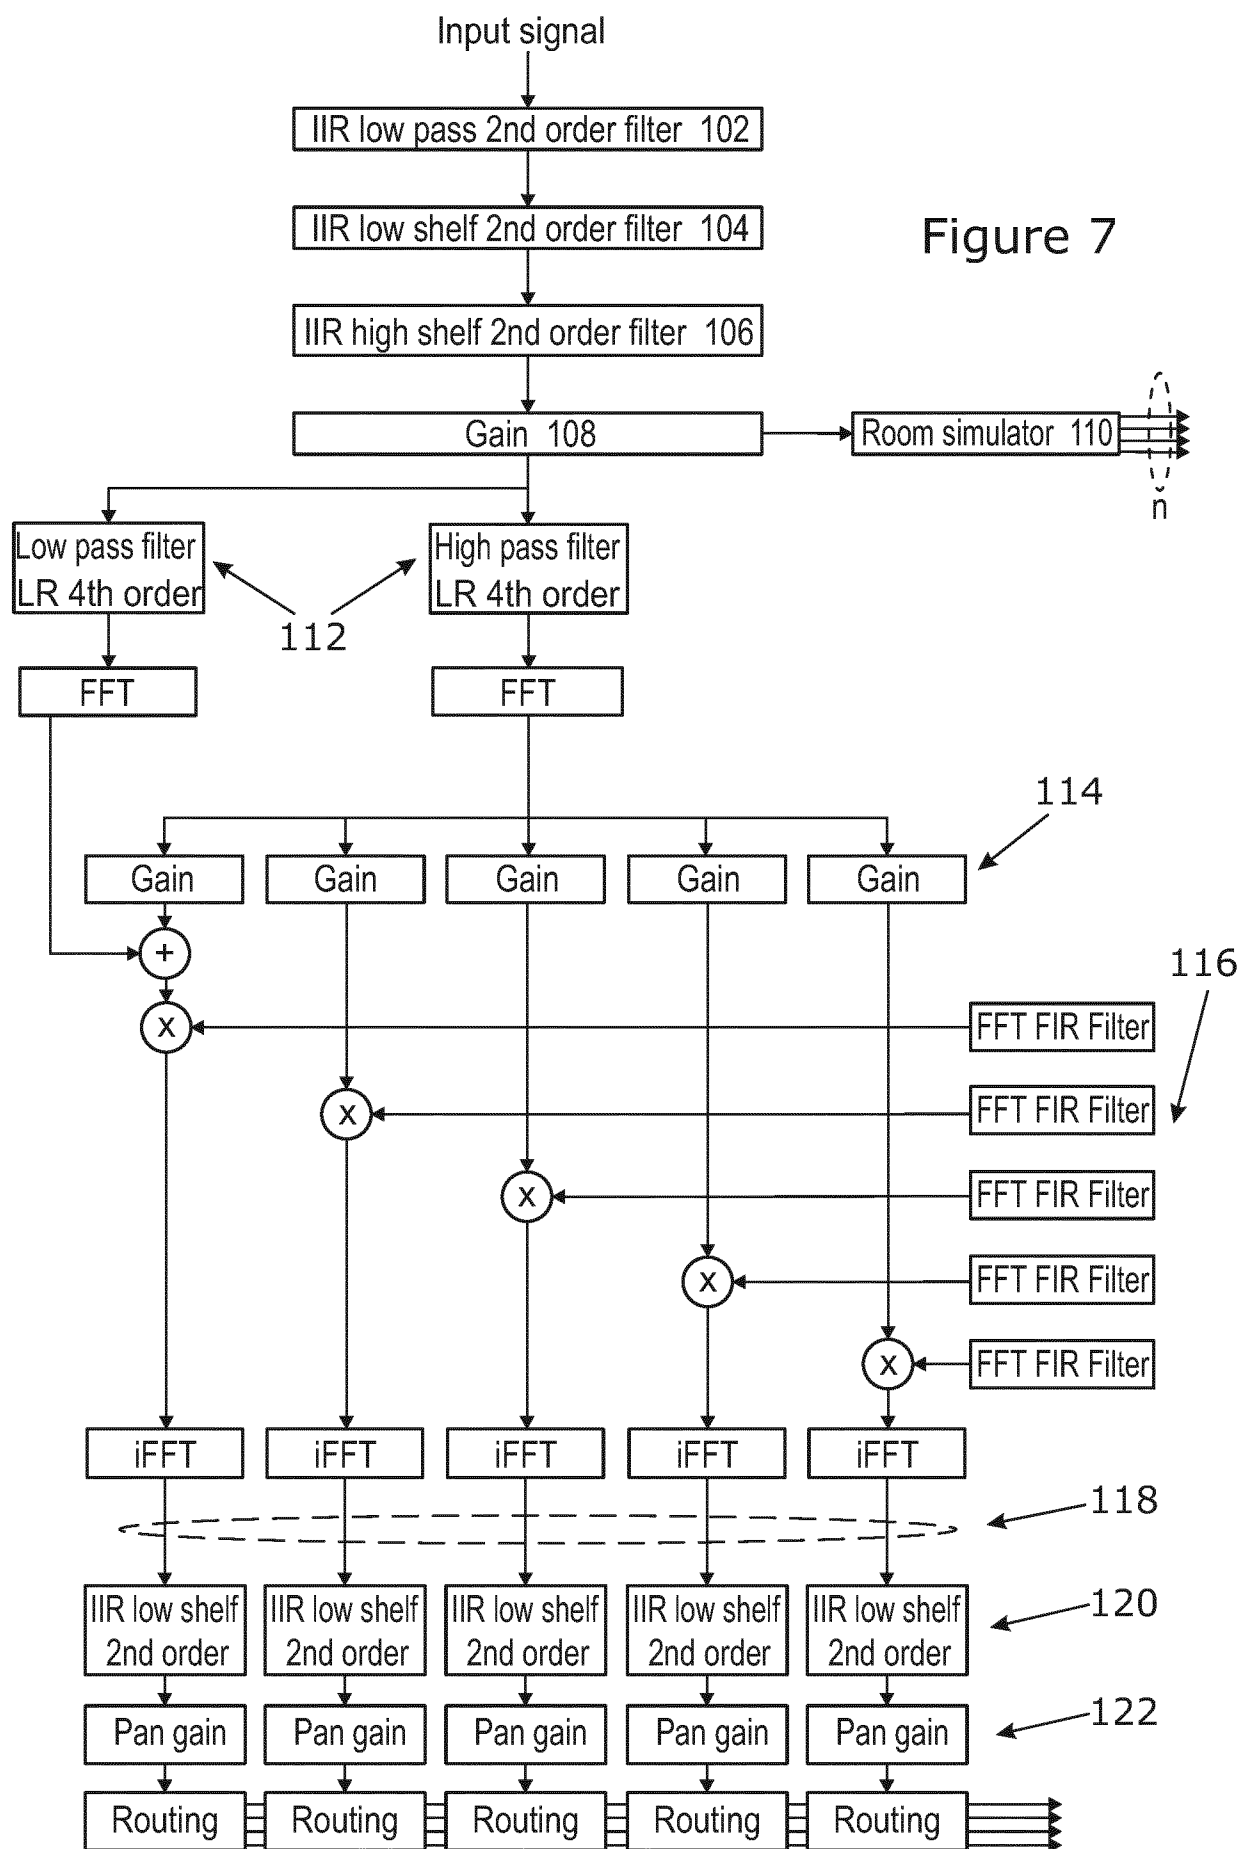 Input signal
IIR low pass 2nd order filter 102
IIR low shelf 2nd order filter 104
Figure 7
IIR high shelf 2nd order filter 106
Gain 108
Room simulator 110
n
Low pass filter
LR 4th order
High pass filter
LR 4th order
112
FFT
FFT
114
Gain
Gain
Gain
Gain
Gain
+
116
x
FFT FIR Filter
x
FFT FIR Filter
x
FFT FIR Filter
x
FFT FIR Filter
x
FFT FIR Filter
iFFT
iFFT
iFFT
iFFT
iFFT
118
IIR low shelf
2nd order
IIR low shelf
2nd order
IIR low shelf
2nd order
IIR low shelf
2nd order
IIR low shelf
2nd order
120
Pan gain
Pan gain
Pan gain
Pan gain
Pan gain
122
Routing
Routing
Routing
Routing
Routing